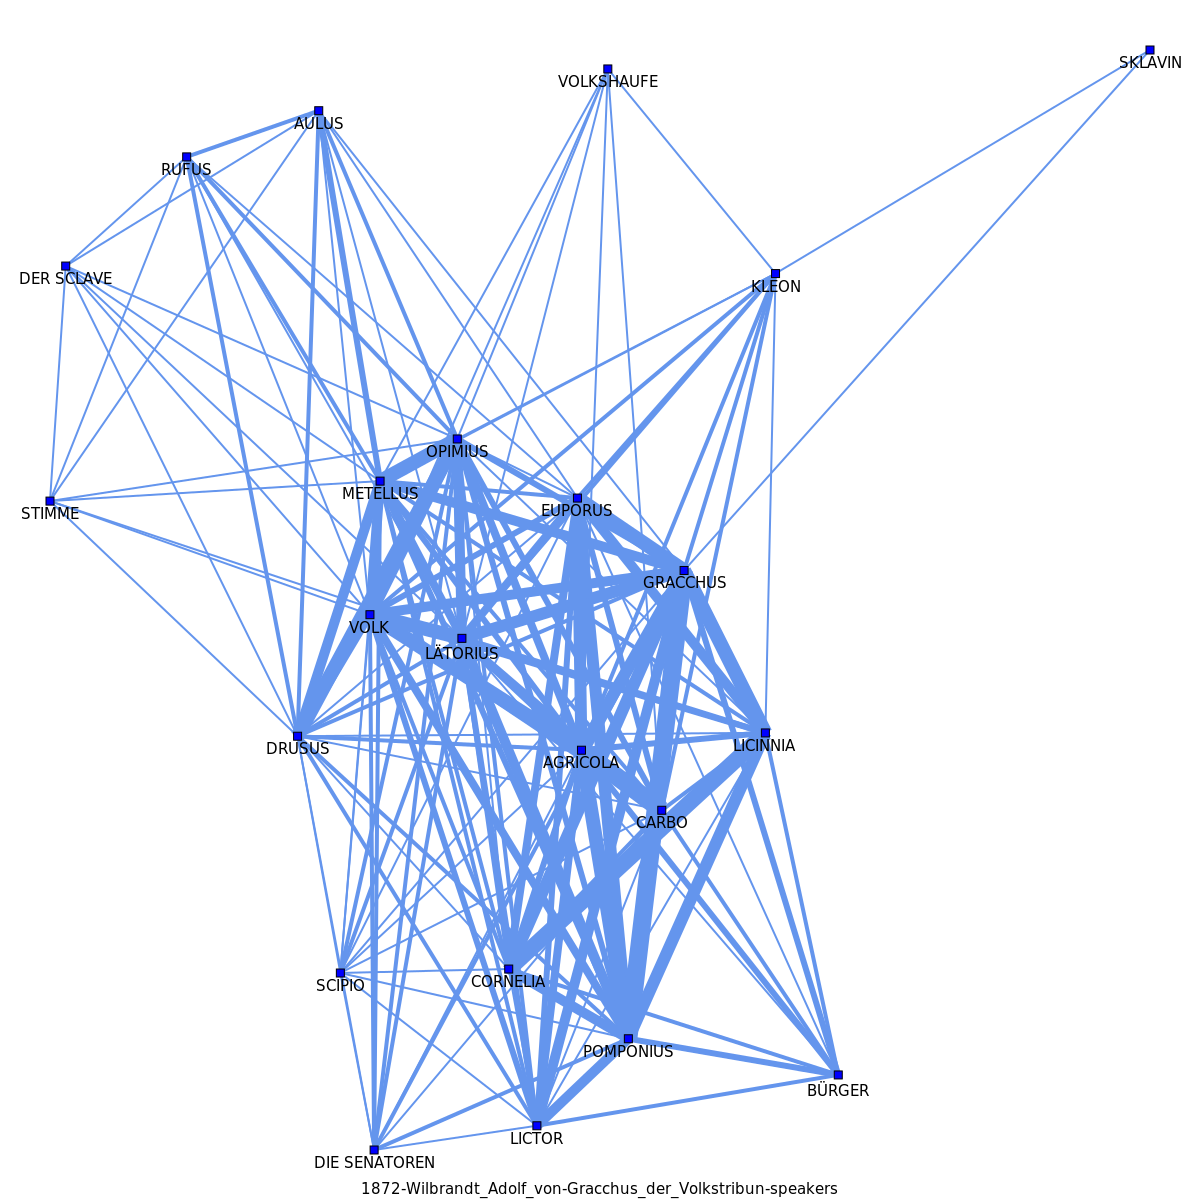 SKLAVIN
VOLKSHAUFE
AULUS
RUFUS
DER SCLAVE
KLEON
OPIMIUS
METELLUS
EUPORUS
STIMME
GRACCHUS
VOLK
LÄTORIUS
DRUSUS
LICINNIA
AGRICOLA
CARBO
SCIPIO
CORNELIA
POMPONIUS
BÜRGER
LICTOR
DIE SENATOREN
1872-Wilbrandt_Adolf_von-Gracchus_der_Volkstribun-speakers